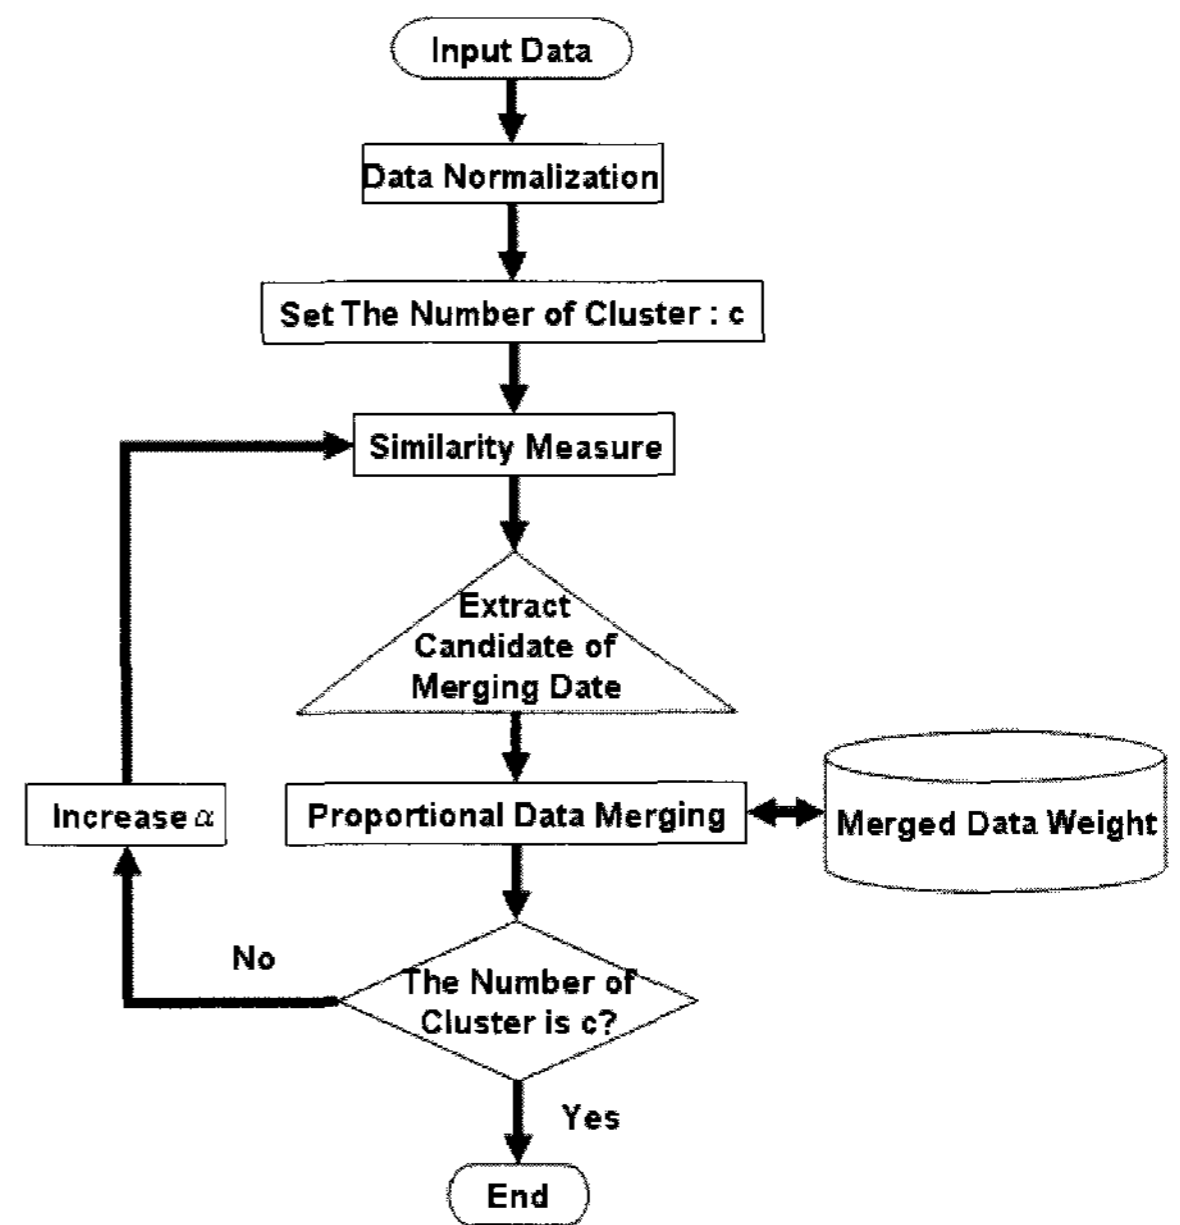 Input Data
Data Normalization
Set The Number of Cluster : c
Similarity Measure
Extract
Candidate of
Merging Date
Increase α
Proportional Data Merging
Merged Data Weight
No
The Number of
Cluster is c?
Yes
End